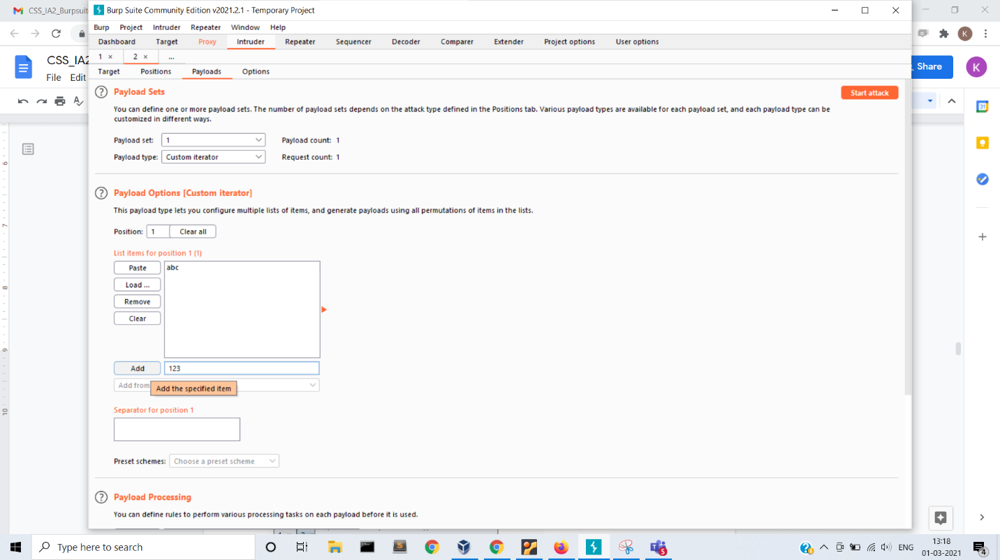 CSS_IA2_Burpsuit
Burp Suite Community Edition v2021.2.1 - Temporary Project
Burp Project Intruder Repeater Window Help
Dashboard Target Proxy Intruder Repeater Sequencer Decoder Comparer Extender Project options User options
1 × 2 × ...
Target Positions Payloads Options
CSS_IA2
File Edit
Share
K
K
? Payload Sets
Start attack
You can define one or more payload sets. The number of payload sets depends on the attack type defined in the Positions tab. Various payload types are available for each payload set, and each payload type can be
customized in different ways.
Payload set: 1 Payload count: 1
Payload type: Custom iterator Request count: 1
? Payload Options [Custom iterator]
This payload type lets you configure multiple lists of items, and generate payloads using all permutations of items in the lists.
Position: 1 Clear all
List items for position 1 (1)
Paste abc
Load ...
Remove
Clear
Add 123
Add from
Add the specified item
Separator for position 1
Preset schemes: Choose a preset scheme
? Payload Processing
You can define rules to perform various processing tasks on each payload before it is used.
6
7
8
9
10
31
Type here to search
5
ENG
13:18
01-03-2021
4